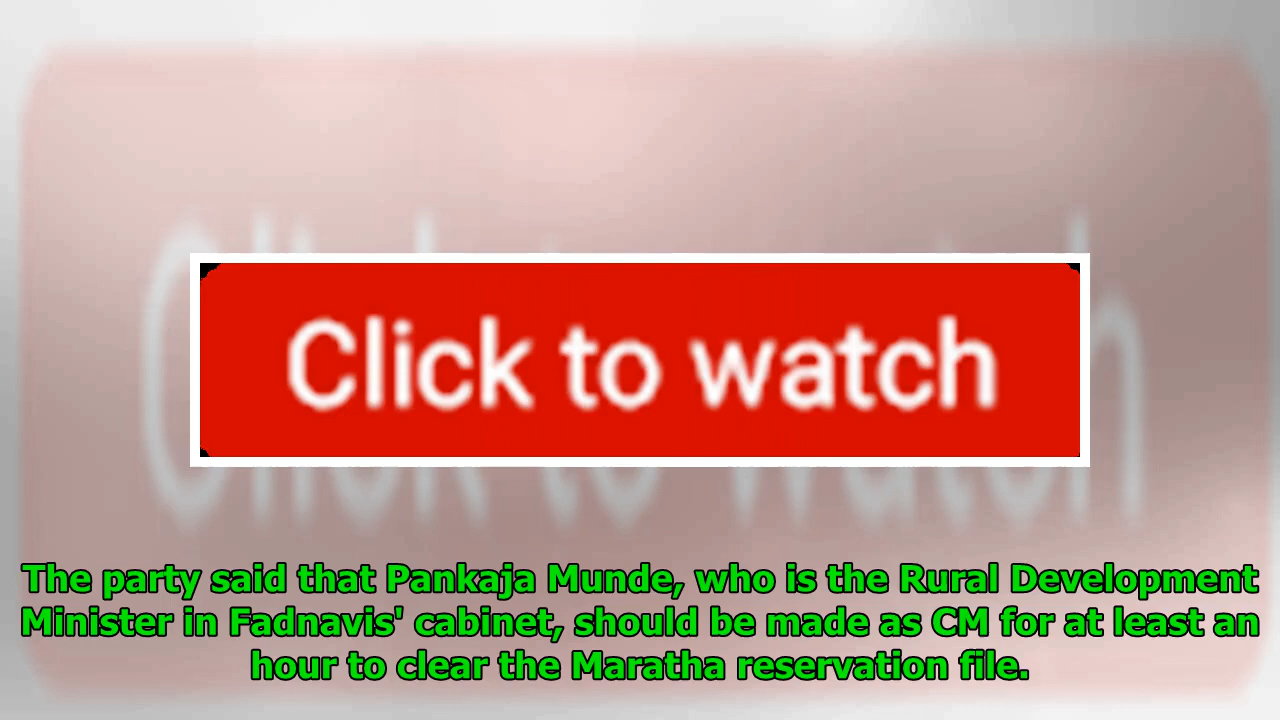 Click to watch
The party said that Pankaja Munde, who is the Rural Development
Minister in Fadnavis' cabinet, should be made as CM for at least an
hour to clear the Maratha reservation file.